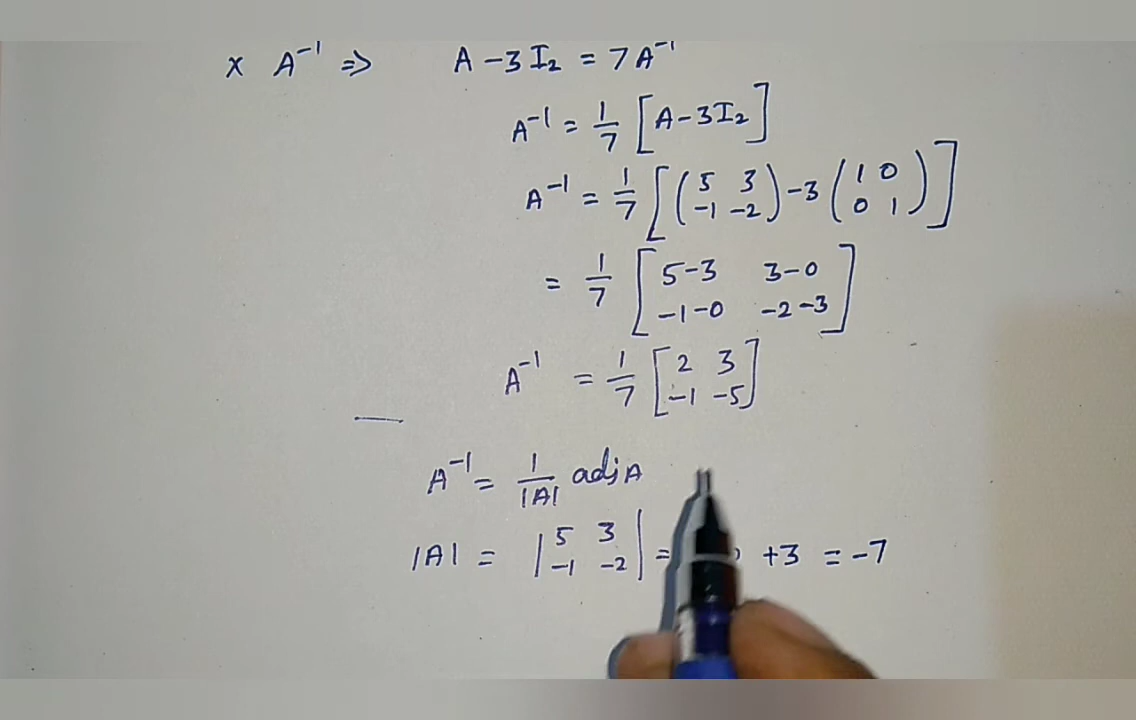 x A⁻¹ ⇒ A - 3I₂ = 7A⁻¹
A⁻¹ = 1/7 [A - 3I₂]
A⁻¹ = 1/7 [(5 3 / -1 -2) - 3 (1 0 / 0 1)]
= 1/7 [5-3 3-0 / -1-0 -2-3]
A⁻¹ = 1/7 [2 3 / -1 -5]
A⁻¹ = 1/|A| adj A
|A| = |5 3 / -1 -2| = +3 = -7